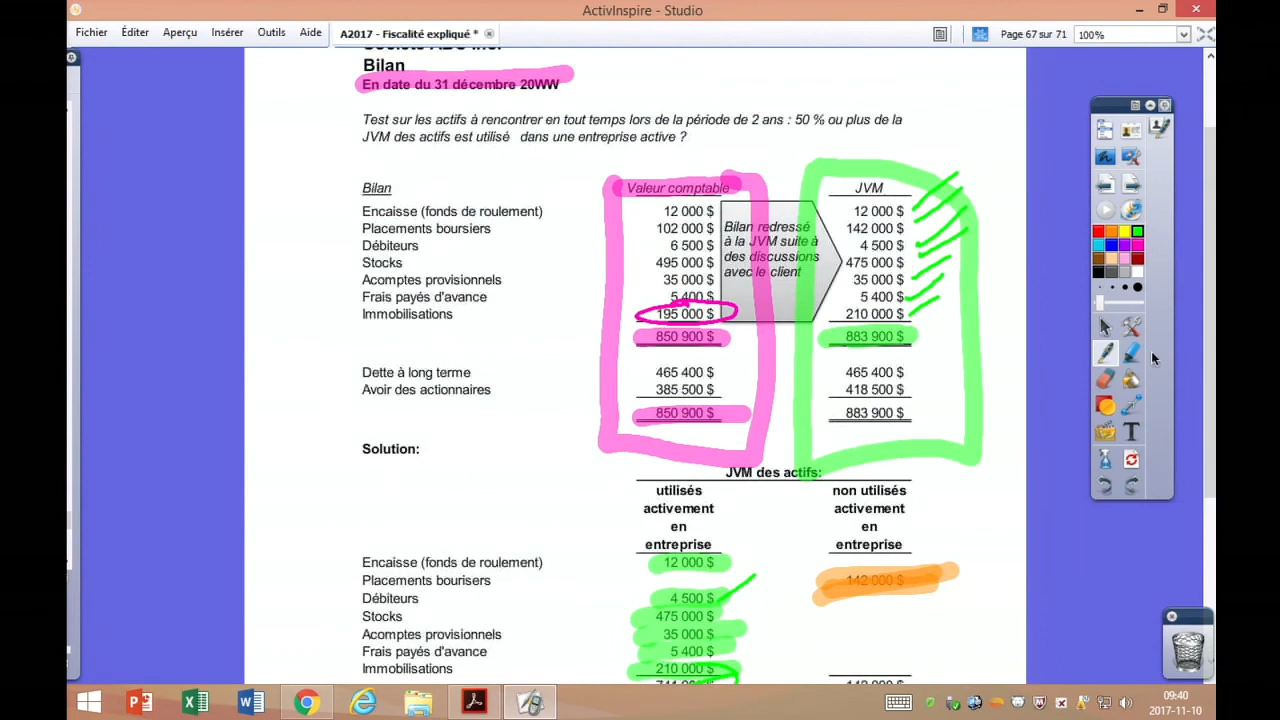 ActivInspire - Studio
Fichier Éditer Aperçu Insérer Outils Aide A2017 - Fiscalité expliqué * Page 67 sur 71 100%
Bilan
En date du 31 décembre 20WW
Test sur les actifs à rencontrer en tout temps lors de la période de 2 ans : 50 % ou plus de la
JVM des actifs est utilisé dans une entreprise active ?
Bilan Valeur comptable JVM
Encaisse (fonds de roulement) 12 000 $ 12 000 $
Placements boursiers 102 000 $ Bilan redressé 142 000 $
Débiteurs 6 500 $ à la JVM suite à 4 500 $
Stocks 495 000 $ des discussions 475 000 $
Acomptes provisionnels 35 000 $ avec le client 35 000 $
Frais payés d'avance 5 400 $ 5 400 $
Immobilisations 195 000 $ 210 000 $
850 900 $ 883 900 $
Dette à long terme 465 400 $ 465 400 $
Avoir des actionnaires 385 500 $ 418 500 $
850 900 $ 883 900 $
Solution:
JVM des actifs:
utilisés non utilisés
activement activement
en en
entreprise entreprise
Encaisse (fonds de roulement) 12 000 $
Placements bourisers 142 000 $
Débiteurs 4 500 $
Stocks 475 000 $
Acomptes provisionnels 35 000 $
Frais payés d'avance 5 400 $
Immobilisations 210 000 $
09:40
2017-11-10